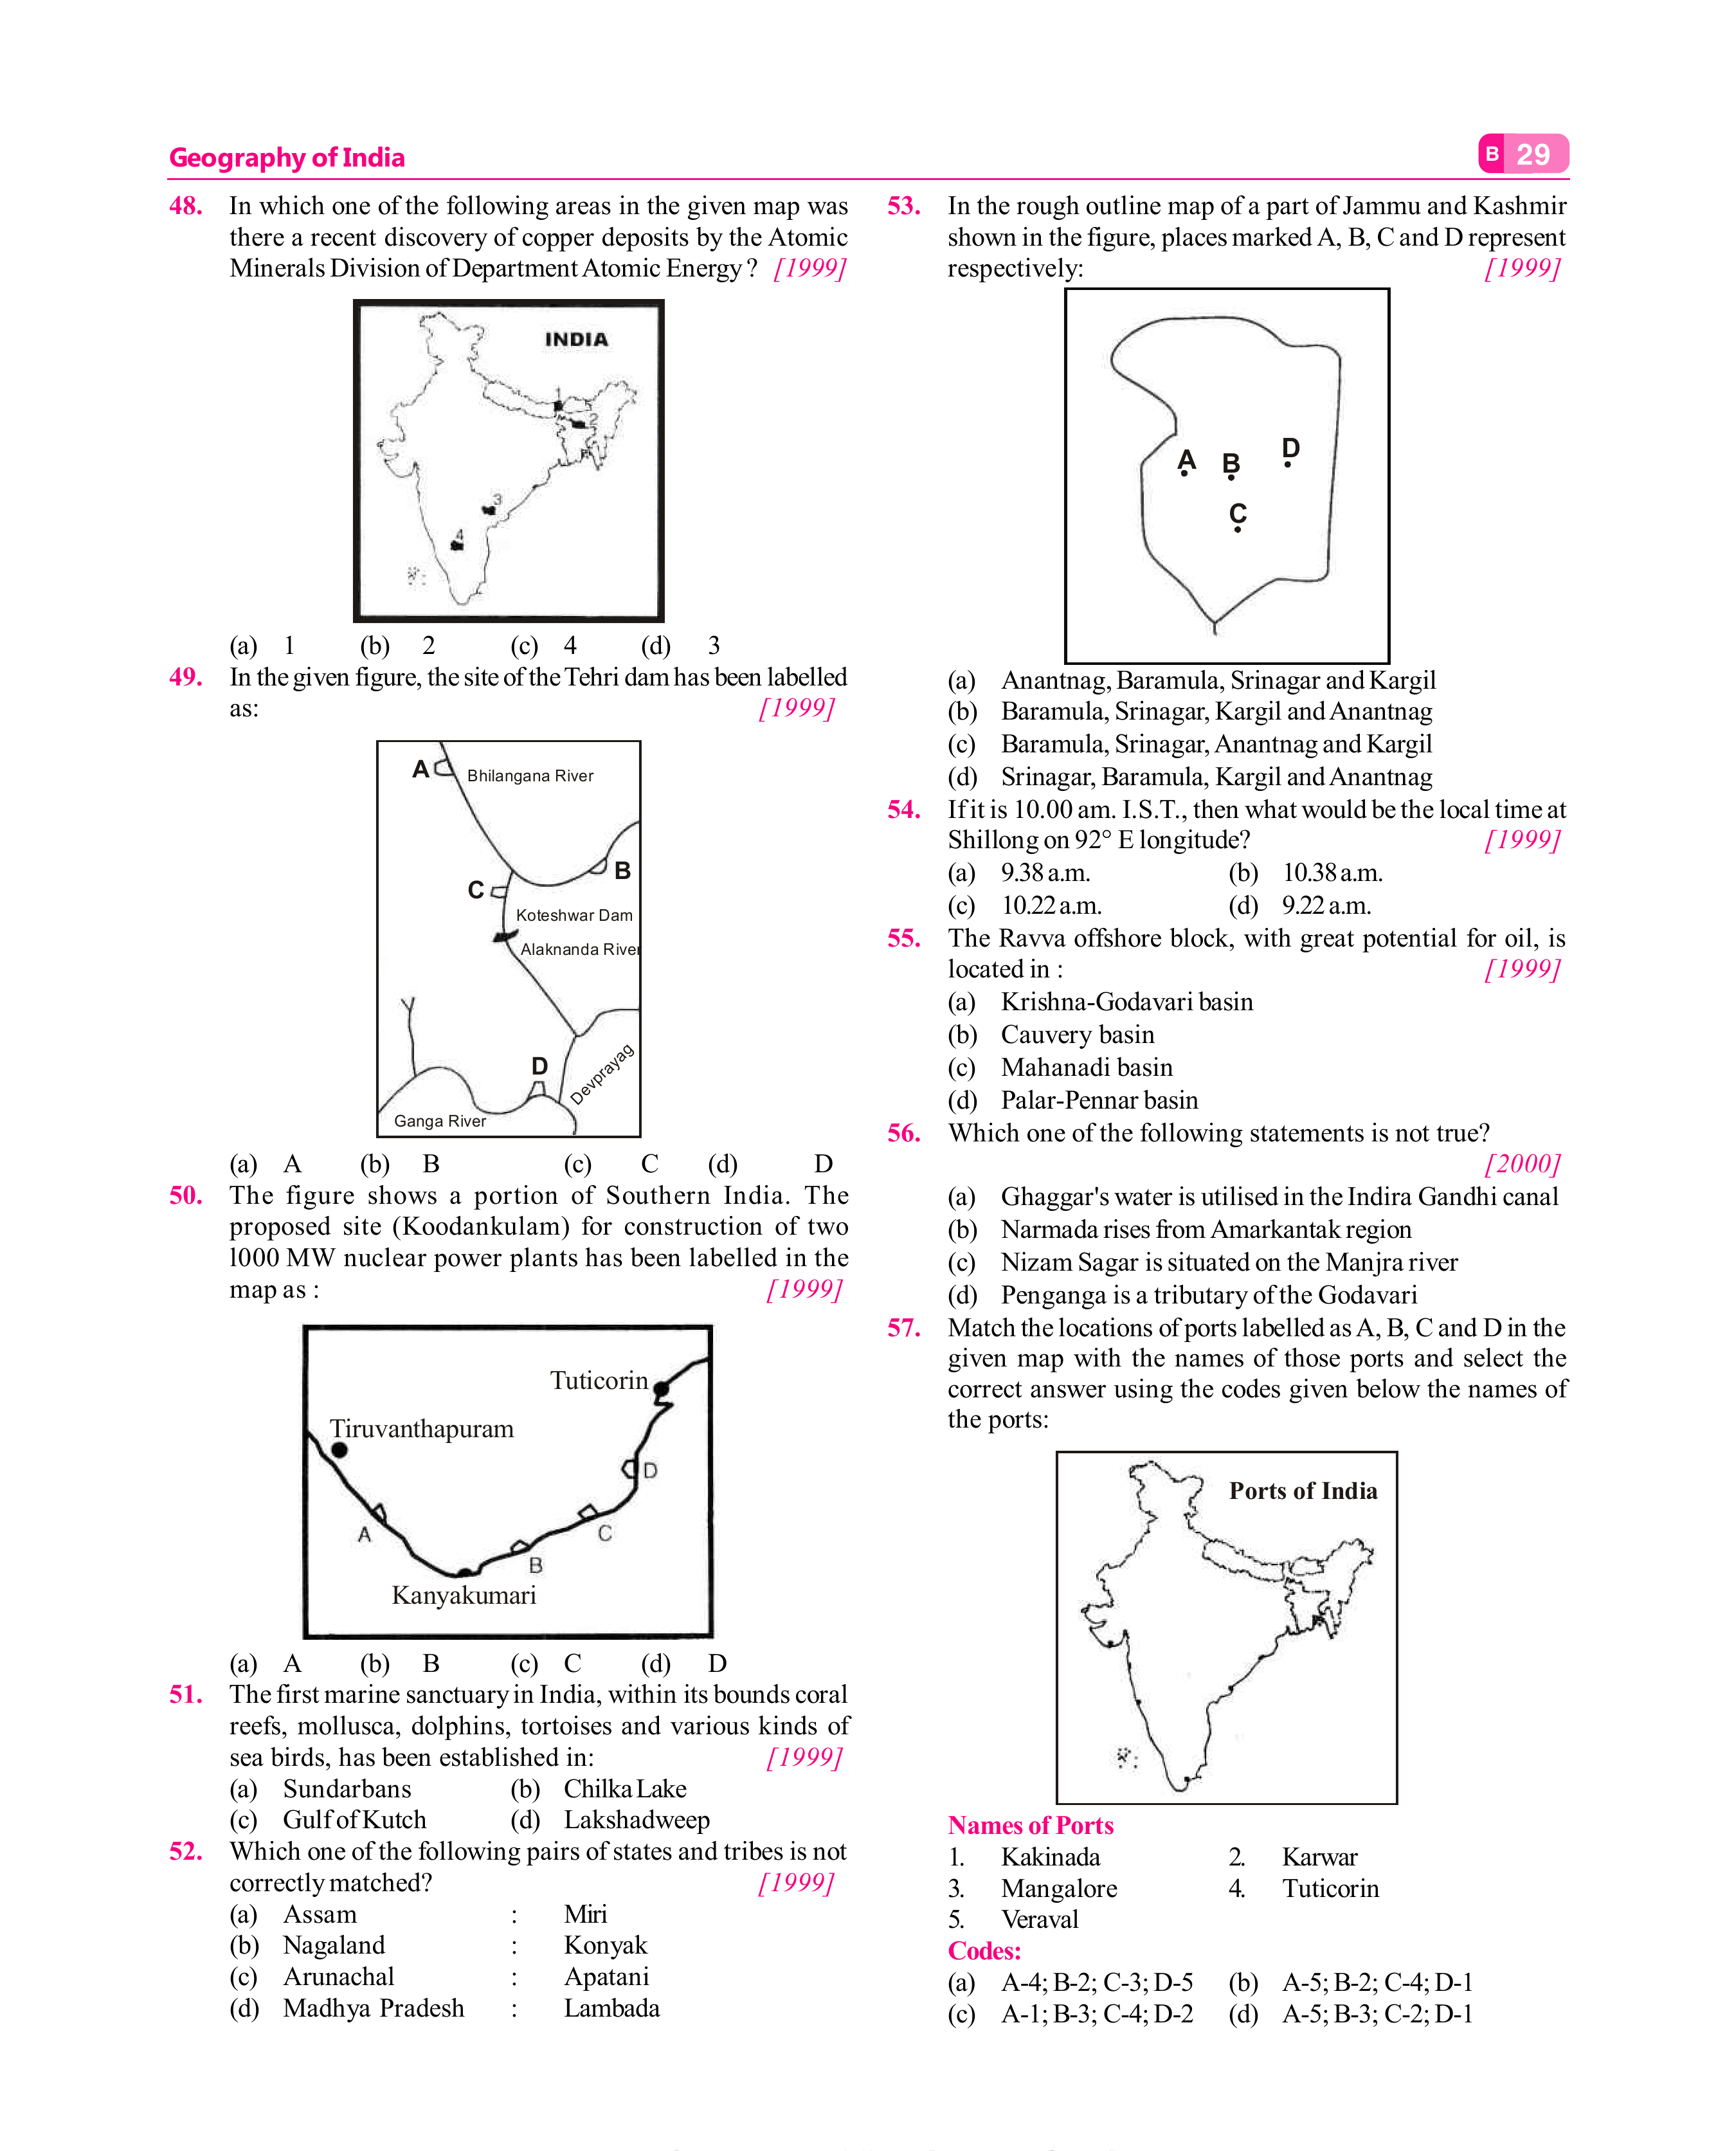 Geography of India
B 29
48. In which one of the following areas in the given map was
there a recent discovery of copper deposits by the Atomic
Minerals Division of Department Atomic Energy ? [1999]
INDIA
1
2
3
4
(a) 1 (b) 2 (c) 4 (d) 3
49. In the given figure, the site of the Tehri dam has been labelled
as: [1999]
A
Bhilangana River
B
C
Koteshwar Dam
Alaknanda River
D
Devprayag
Ganga River
(a) A (b) B (c) C (d) D
50. The figure shows a portion of Southern India. The
proposed site (Koodankulam) for construction of two
1000 MW nuclear power plants has been labelled in the
map as : [1999]
Tuticorin
Tiruvanthapuram
D
A
C
B
Kanyakumari
(a) A (b) B (c) C (d) D
51. The first marine sanctuary in India, within its bounds coral
reefs, mollusca, dolphins, tortoises and various kinds of
sea birds, has been established in: [1999]
(a) Sundarbans (b) Chilka Lake
(c) Gulf of Kutch (d) Lakshadweep
52. Which one of the following pairs of states and tribes is not
correctly matched? [1999]
(a) Assam : Miri
(b) Nagaland : Konyak
(c) Arunachal : Apatani
(d) Madhya Pradesh : Lambada
53. In the rough outline map of a part of Jammu and Kashmir
shown in the figure, places marked A, B, C and D represent
respectively: [1999]
A B D
C
(a) Anantnag, Baramula, Srinagar and Kargil
(b) Baramula, Srinagar, Kargil and Anantnag
(c) Baramula, Srinagar, Anantnag and Kargil
(d) Srinagar, Baramula, Kargil and Anantnag
54. If it is 10.00 am. I.S.T., then what would be the local time at
Shillong on 92° E longitude? [1999]
(a) 9.38 a.m. (b) 10.38 a.m.
(c) 10.22 a.m. (d) 9.22 a.m.
55. The Ravva offshore block, with great potential for oil, is
located in : [1999]
(a) Krishna-Godavari basin
(b) Cauvery basin
(c) Mahanadi basin
(d) Palar-Pennar basin
56. Which one of the following statements is not true?
[2000]
(a) Ghaggar's water is utilised in the Indira Gandhi canal
(b) Narmada rises from Amarkantak region
(c) Nizam Sagar is situated on the Manjra river
(d) Penganga is a tributary of the Godavari
57. Match the locations of ports labelled as A, B, C and D in the
given map with the names of those ports and select the
correct answer using the codes given below the names of
the ports:
Ports of India
Names of Ports
1. Kakinada 2. Karwar
3. Mangalore 4. Tuticorin
5. Veraval
Codes:
(a) A-4; B-2; C-3; D-5 (b) A-5; B-2; C-4; D-1
(c) A-1; B-3; C-4; D-2 (d) A-5; B-3; C-2; D-1